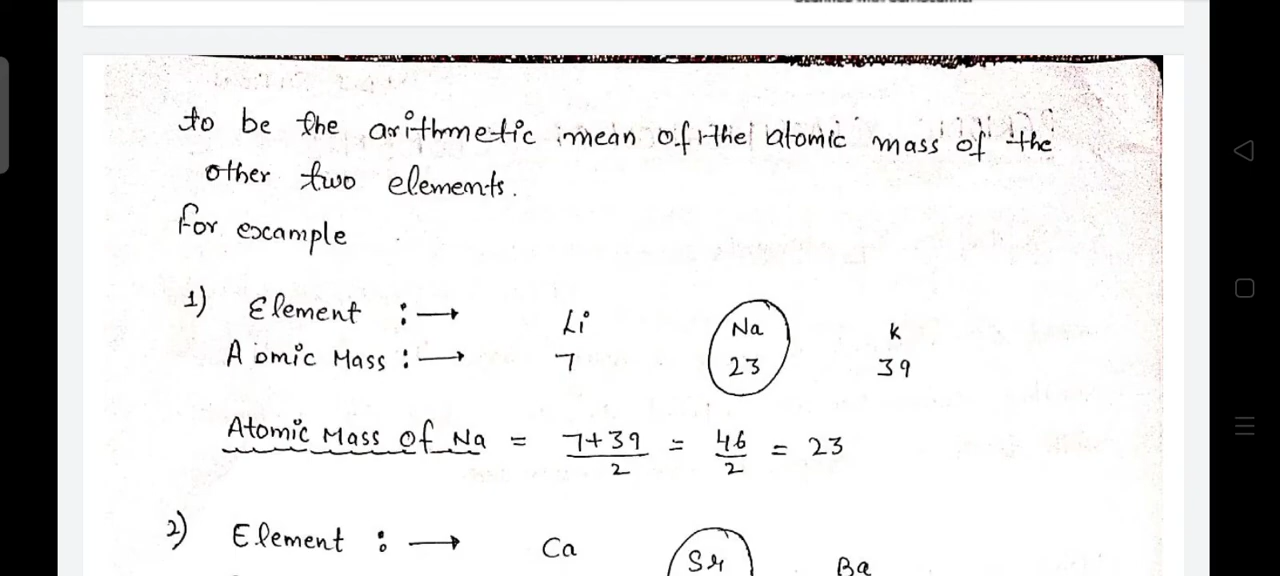 to be the arithmetic mean of the atomic mass of the
other two elements.
for example
1) Element :→ Li Na K
A omic Mass :→ 7 23 39
Atomic Mass of Na = 7+39/2 = 46/2 = 23
2) Element :→ Ca Sr Ba